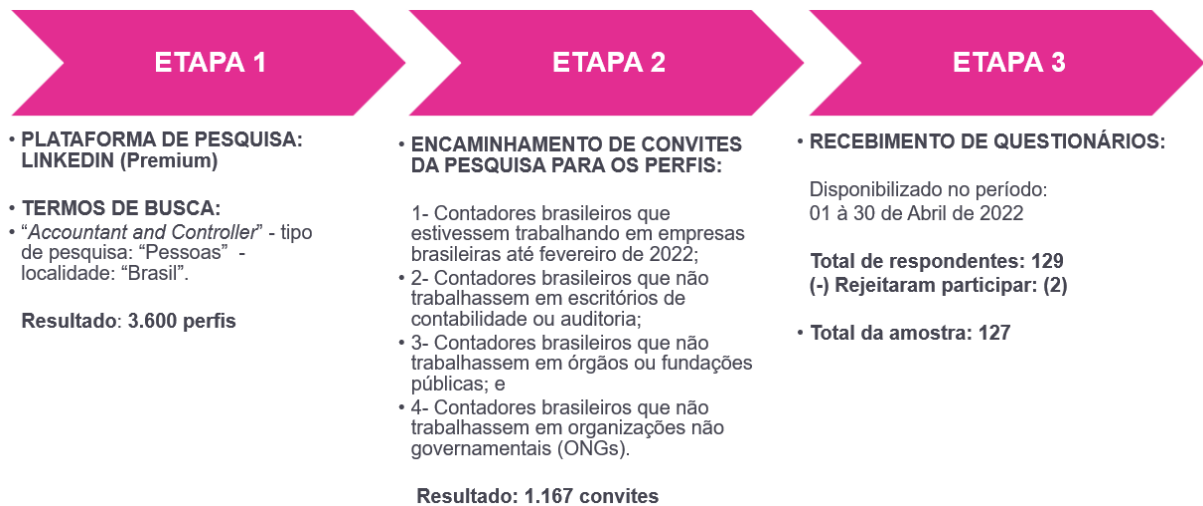 ETAPA 1
• PLATAFORMA DE PESQUISA:
LINKEDIN (Premium)
• TERMOS DE BUSCA:
• “Accountant and Controller” - tipo
de pesquisa: “Pessoas” -
localidade: “Brasil”.
Resultado: 3.600 perfis
ETAPA 2
• ENCAMINHAMENTO DE CONVITES
DA PESQUISA PARA OS PERFIS:
1- Contadores brasileiros que
estivessem trabalhando em empresas
brasileiras até fevereiro de 2022;
• 2- Contadores brasileiros que não
trabalhassem em escritórios de
contabilidade ou auditoria;
• 3- Contadores brasileiros que não
trabalhassem em órgãos ou fundações
públicas; e
• 4- Contadores brasileiros que não
trabalhassem em organizações não
governamentais (ONGs).
Resultado: 1.167 convites
ETAPA 3
• RECEBIMENTO DE QUESTIONÁRIOS:
Disponibilizado no período:
01 à 30 de Abril de 2022
Total de respondentes: 129
(-) Rejeitaram participar: (2)
• Total da amostra: 127